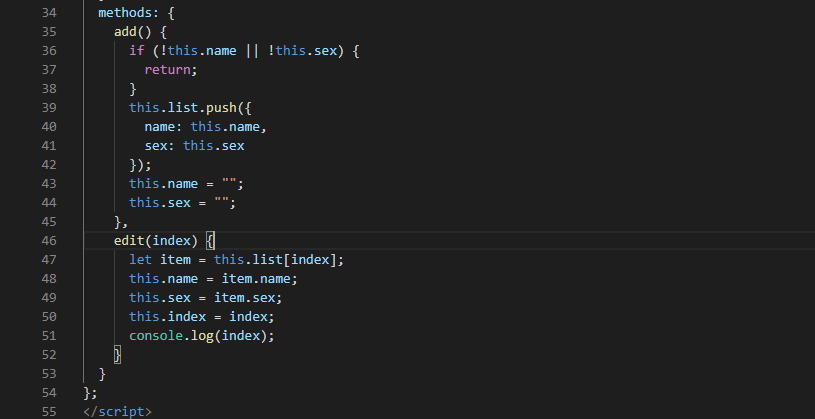 34 methods: {
35 add() {
36 if (!this.name || !this.sex) {
37 return;
38 }
39 this.list.push({
40 name: this.name,
41 sex: this.sex
42 });
43 this.name = "";
44 this.sex = "";
45 },
46 edit(index) {
47 let item = this.list[index];
48 this.name = item.name;
49 this.sex = item.sex;
50 this.index = index;
51 console.log(index);
52 }
53 }
54 };
55 </script>